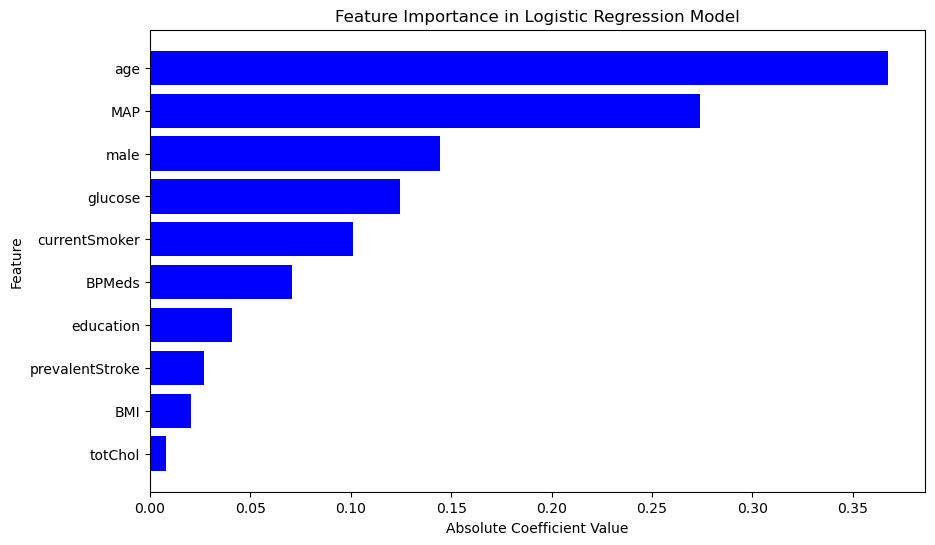 Feature Importance in Logistic Regression Model
Feature
age
MAP
male
glucose
currentSmoker
BPMeds
education
prevalentStroke
BMI
totChol
0.00 0.05 0.10 0.15 0.20 0.25 0.30 0.35
Absolute Coefficient Value